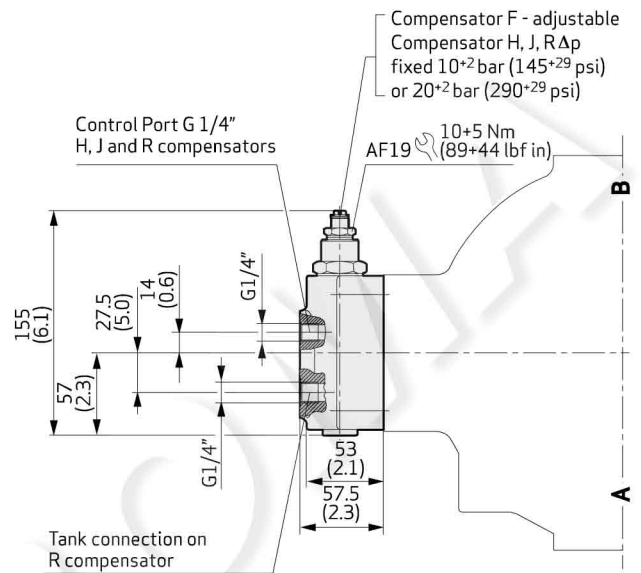 Compensator F - adjustable
Compensator H, J, R Δp
fixed 10+2 bar (145+29 psi)
or 20+2 bar (290+29 psi)
Control Port G 1/4”
H, J and R compensators
10+5 Nm
AF19 (89+44 lbf in)
B
G1/4”
14
(0.6)
27.5
(5.0)
155
(6.1)
57
(2.3)
G1/4”
53
(2.1)
57.5
(2.3)
A
Tank connection on
R compensator